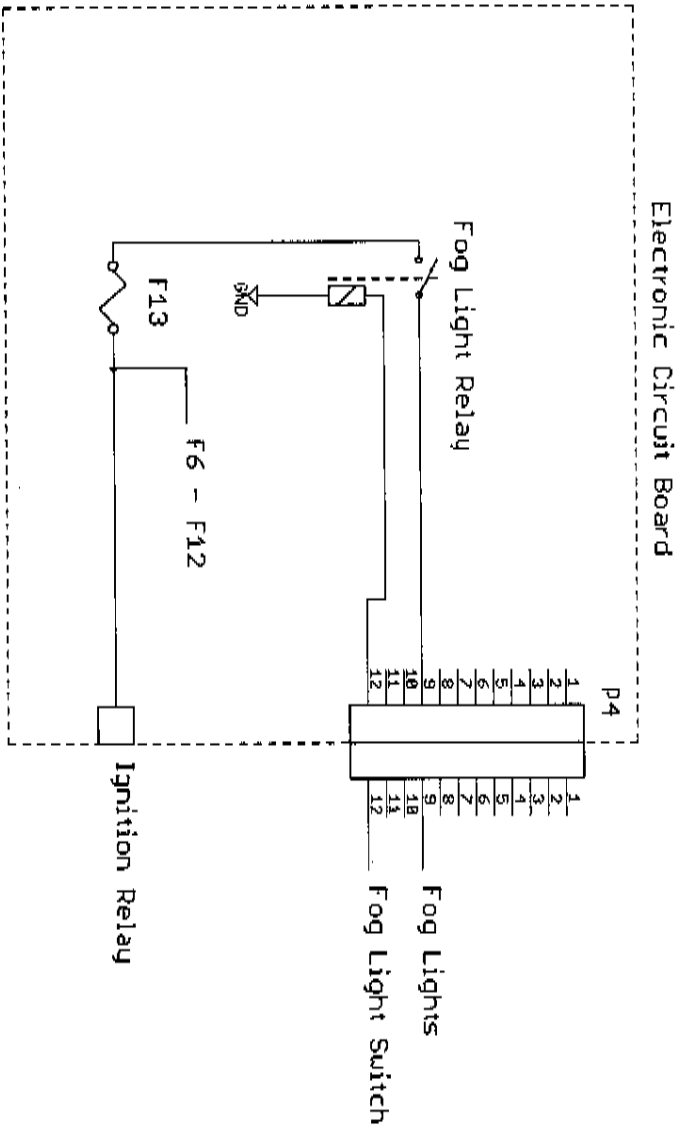 Electronic Circuit Board
P4
1 1
2 2
3 3
4 4
5 5
6 6
Fog Light Relay
7 7
8 8
9 9 Fog Lights
10 10
11 11
12 12 Fog Light Switch
GND
F6 - F12
F13
Ignition Relay